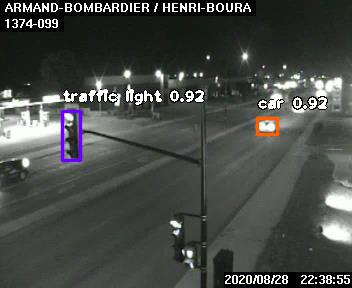 ARMAND-BOMBARDIER / HENRI-BOURA
1374-099
traffic light 0.92
car 0.92
2020/08/28 22:38:55